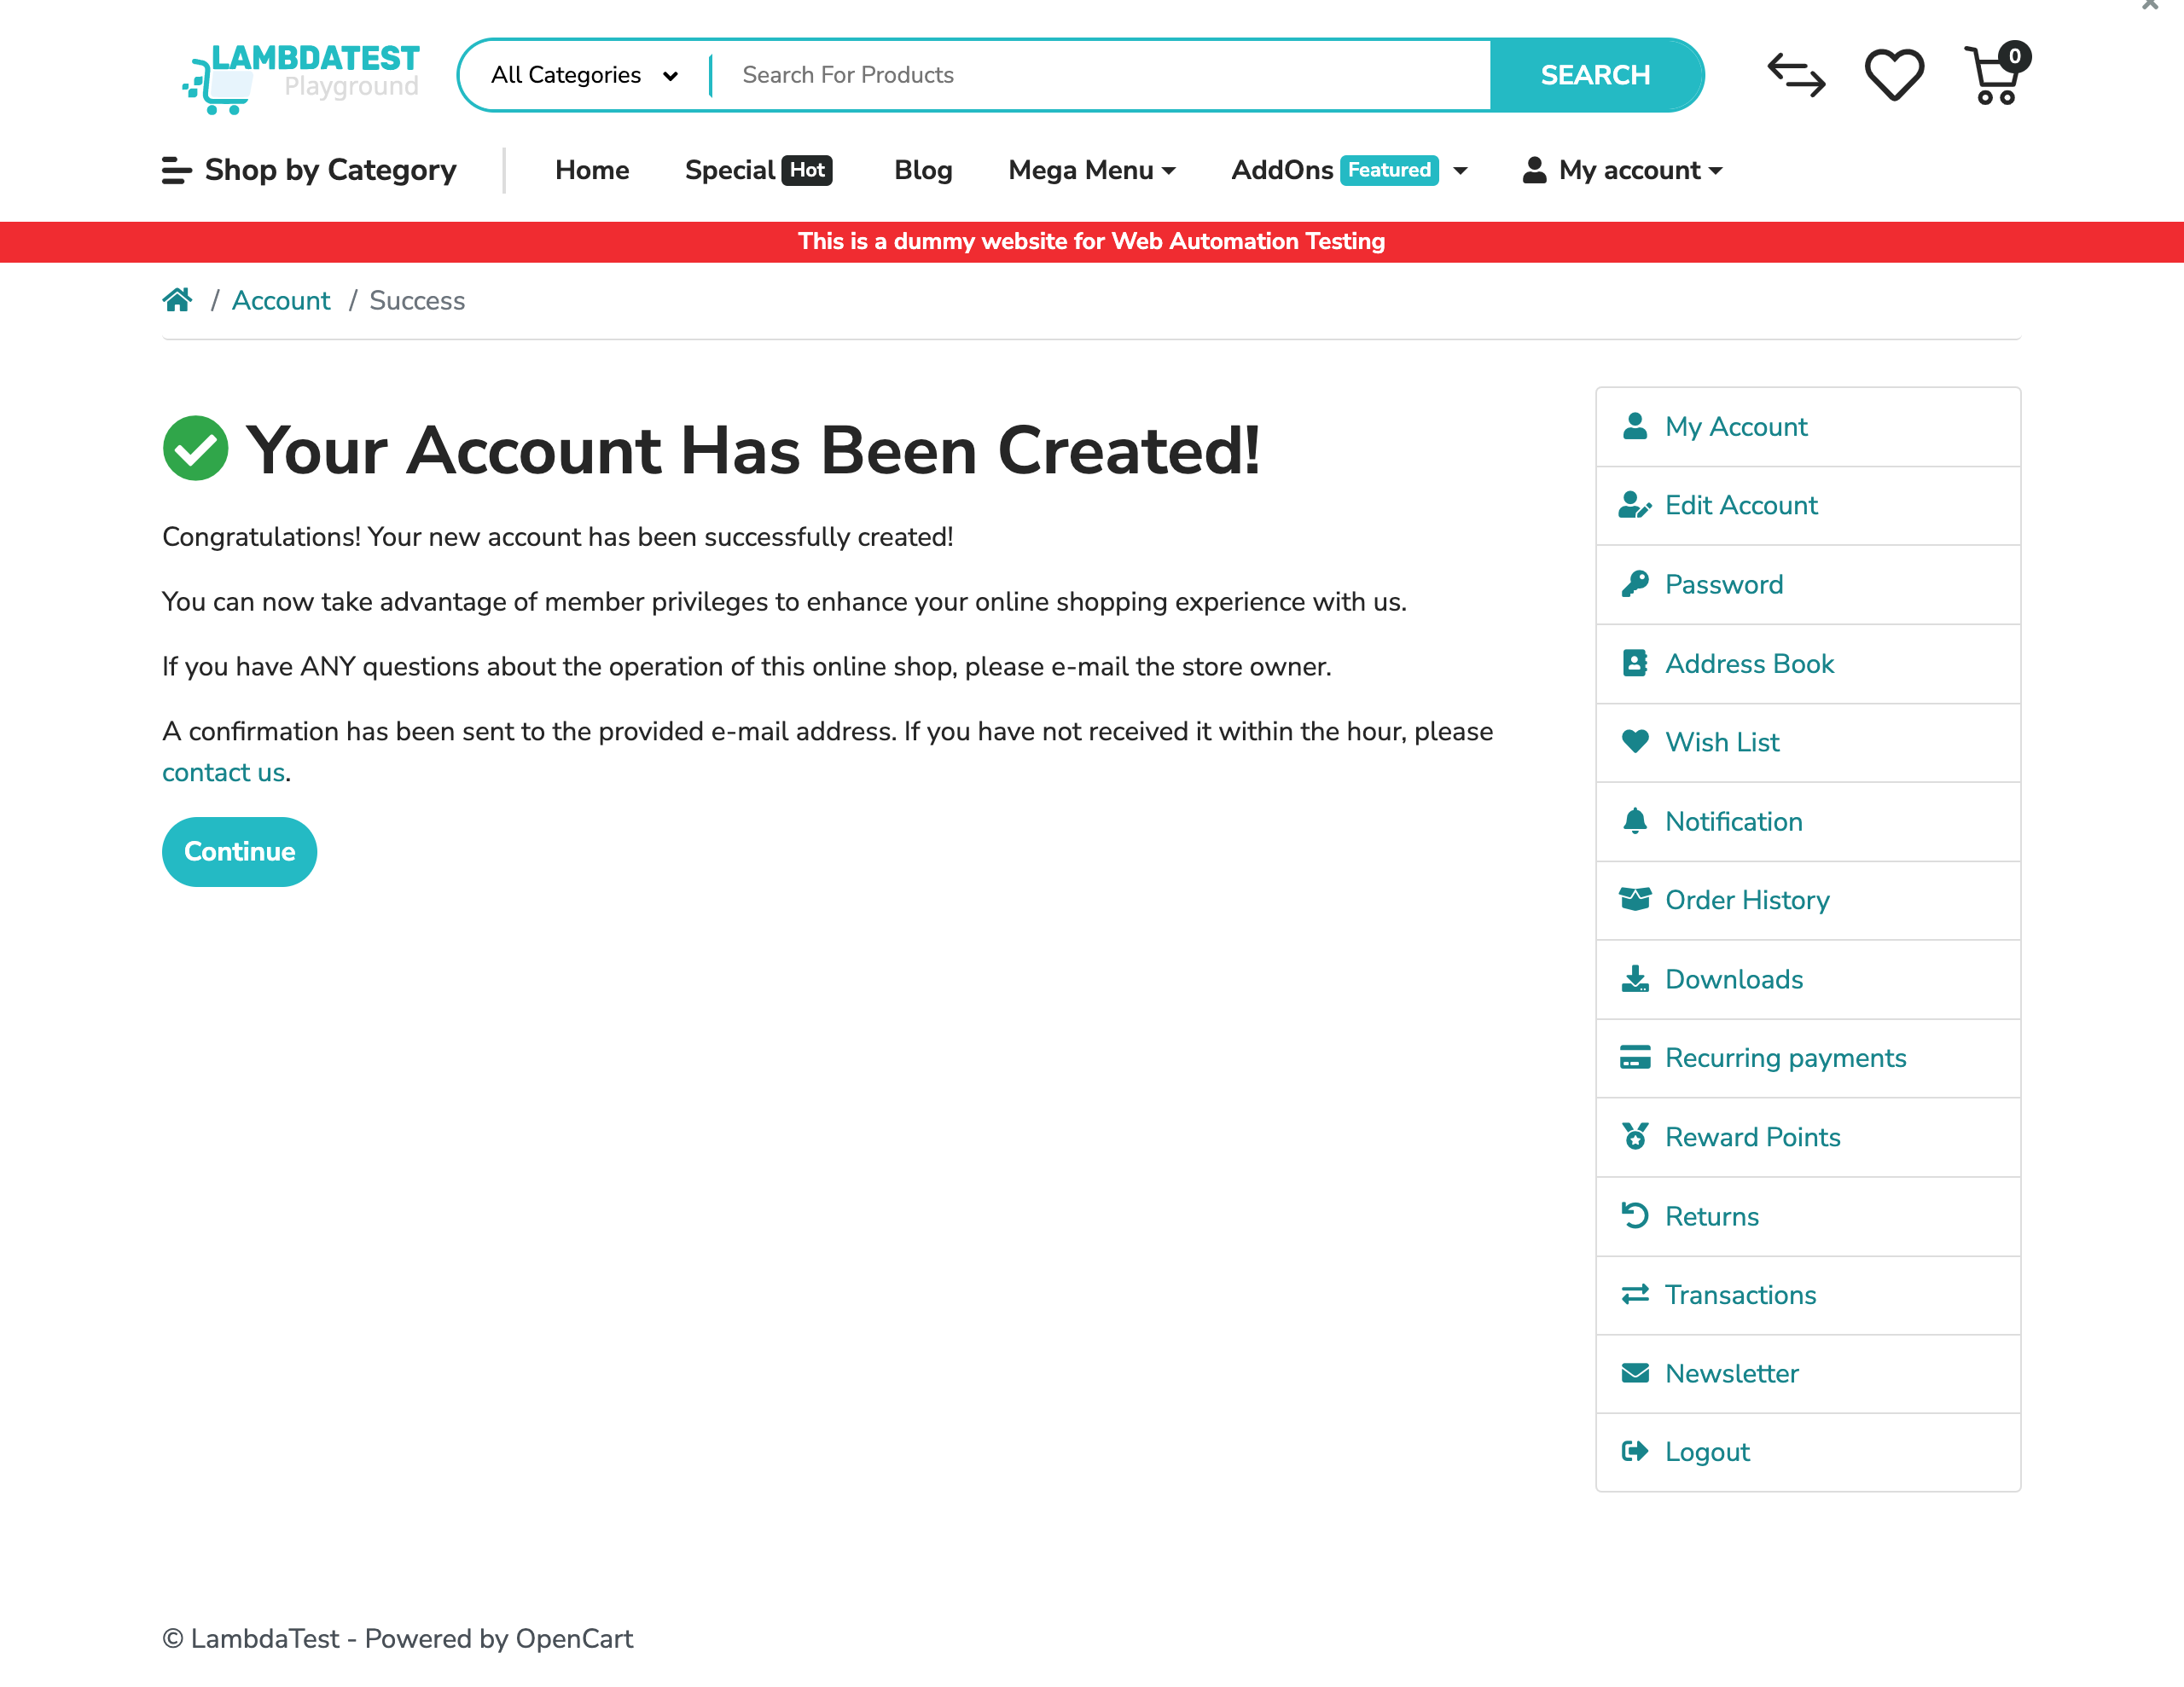 LAMBDATEST
Playground
All Categories
Search For Products
SEARCH
0
Shop by Category
Home
Special Hot
Blog
Mega Menu
AddOns Featured
My account
This is a dummy website for Web Automation Testing
/ Account / Success
Your Account Has Been Created!
Congratulations! Your new account has been successfully created!
You can now take advantage of member privileges to enhance your online shopping experience with us.
If you have ANY questions about the operation of this online shop, please e-mail the store owner.
A confirmation has been sent to the provided e-mail address. If you have not received it within the hour, please
contact us.
Continue
My Account
Edit Account
Password
Address Book
Wish List
Notification
Order History
Downloads
Recurring payments
Reward Points
Returns
Transactions
Newsletter
Logout
© LambdaTest - Powered by OpenCart